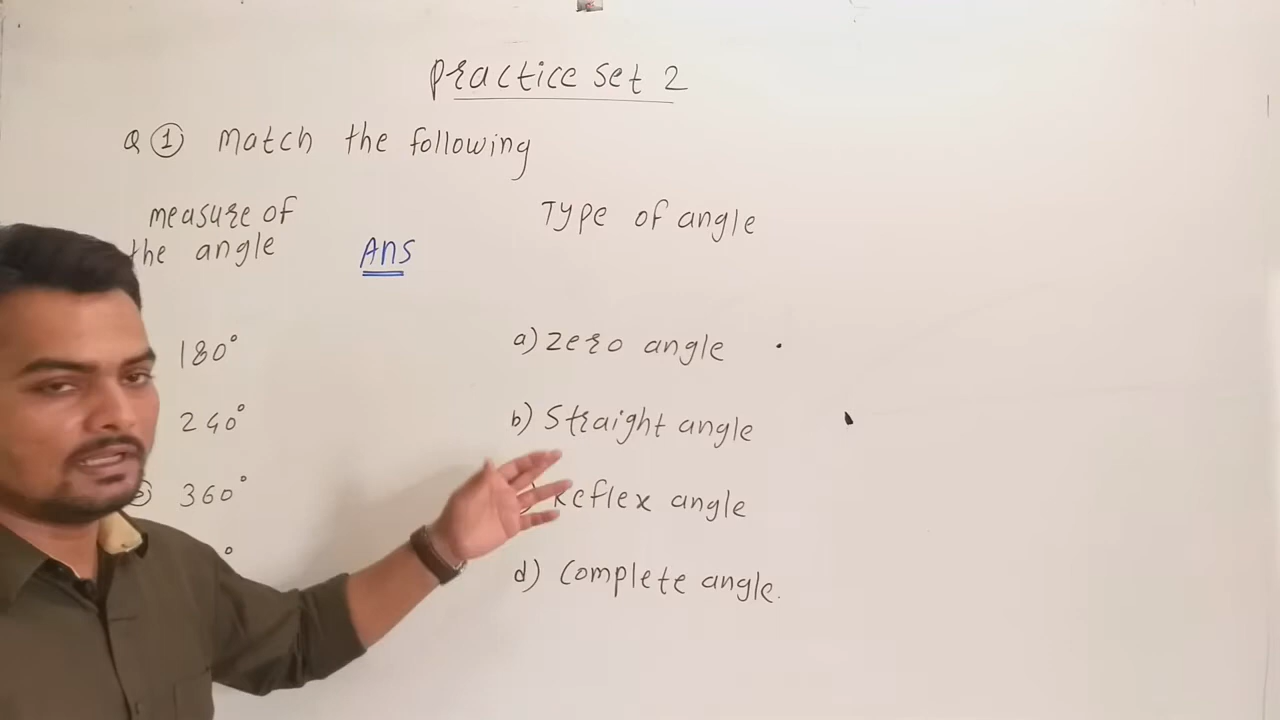 Practice Set 2
Q ① Match the following
measure of
the angle
Ans
Type of angle
180°
a) Zero angle
240°
b) Straight angle
360°
Reflex angle
°
d) Complete angle.